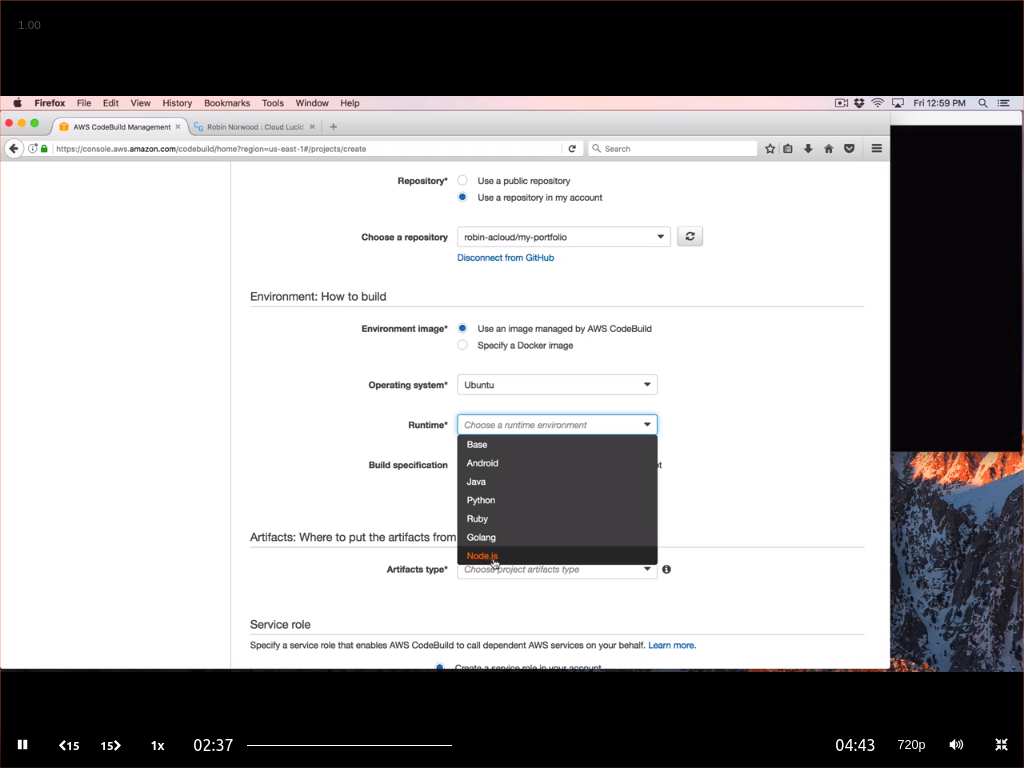 1.00
Firefox File Edit View History Bookmarks Tools Window Help Fri 12:59 PM
AWS CodeBuild Management Robin Norwood : Cloud Lucid
https://console.aws.amazon.com/codebuild/home?region=us-east-1#/projects/create Search
Repository* Use a public repository
Use a repository in my account
Choose a repository robin-acloud/my-portfolio
Disconnect from GitHub
Environment: How to build
Environment image* Use an image managed by AWS CodeBuild
Specify a Docker image
Operating system* Ubuntu
Runtime* Choose a runtime environment
Base
Android
Build specification
Java
Python
Ruby
Golang
Artifacts: Where to put the artifacts from
Node.js
Artifacts type* Choose project artifacts type
Service role
Specify a service role that enables AWS CodeBuild to call dependent AWS services on your behalf. Learn more.
Create a service role in your account
15 15 1x 02:37 04:43 720p